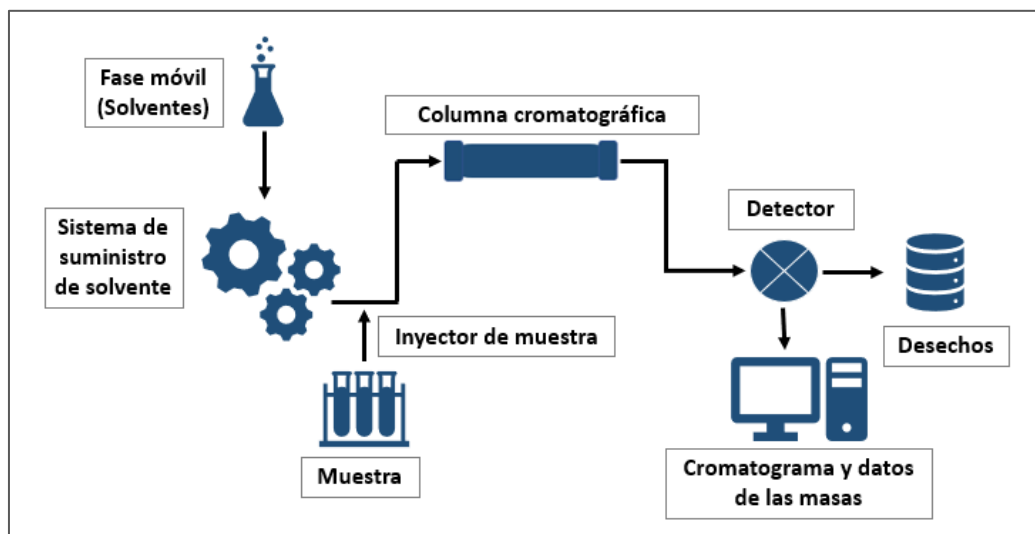 Fase móvil
(Solventes)
Columna cromatográfica
Sistema de
suministro
de solvente
Detector
Inyector de muestra
Desechos
Muestra
Cromatograma y datos
de las masas